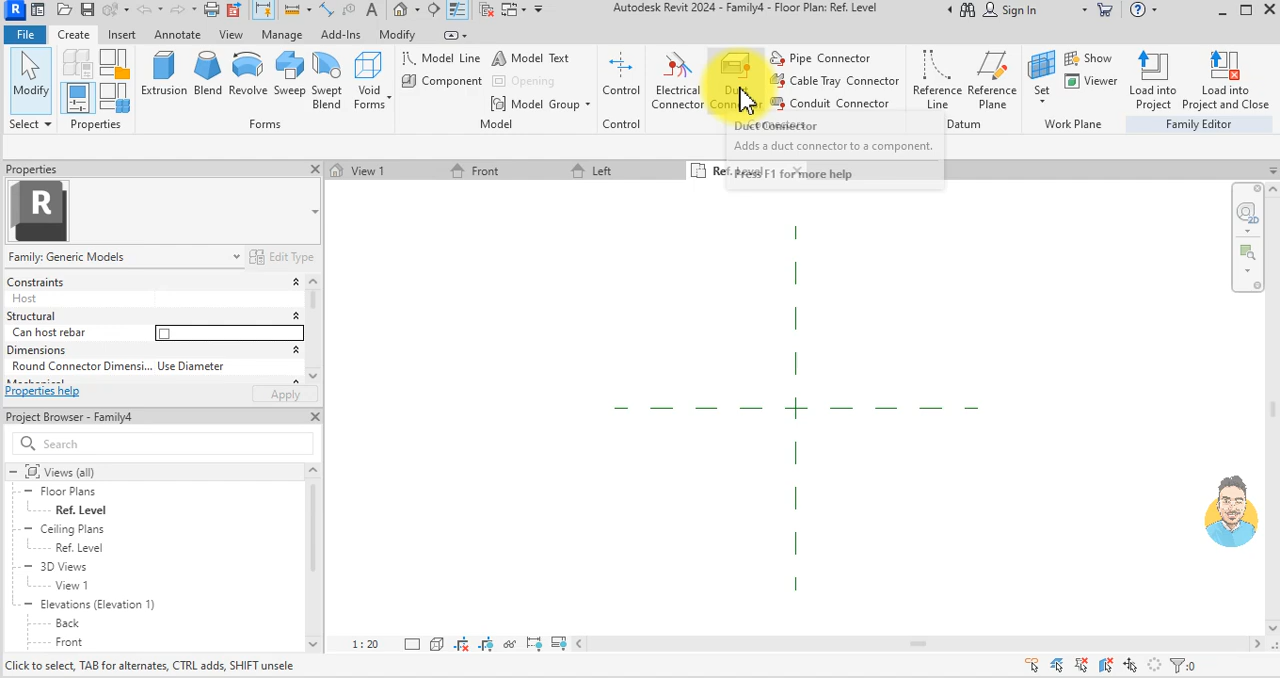 Autodesk Revit 2024 - Family4 - Floor Plan: Ref. Level
Sign In
File Create Insert Annotate View Manage Add-Ins Modify
Modify
Select
Properties
Extrusion Blend Revolve Sweep Swept Blend Void Forms
Forms
Model Line Model Text
Component Opening
Model Group
Model
Control
Control
Electrical Connector
Duct Connector
Pipe Connector
Cable Tray Connector
Conduit Connector
Reference Line
Reference Plane
Datum
Set
Show
Viewer
Work Plane
Load into Project
Load into Project and Close
Family Editor
Duct Connector
Adds a duct connector to a component.
Press F1 for more help
Properties
View 1 Front Left Ref.
R
2D
Family: Generic Models Edit Type
Constraints
Host
Structural
Can host rebar
Dimensions
Round Connector Dimensi... Use Diameter
Properties help Apply
Project Browser - Family4
Search
Views (all)
Floor Plans
Ref. Level
Ceiling Plans
Ref. Level
3D Views
View 1
Elevations (Elevation 1)
Back
Front
1 : 20
Click to select, TAB for alternates, CTRL adds, SHIFT unsele
:0